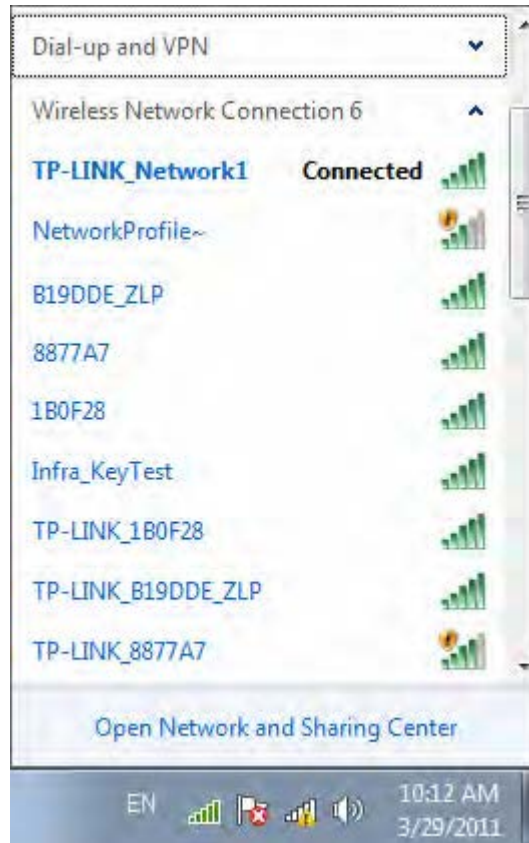 Dial-up and VPN
Wireless Network Connection 6
TP-LINK_Network1 Connected
NetworkProfile~
B19DDE_ZLP
8877A7
1B0F28
Infra_KeyTest
TP-LINK_1B0F28
TP-LINK_B19DDE_ZLP
TP-LINK_8877A7
Open Network and Sharing Center
EN 10:12 AM
3/29/2011